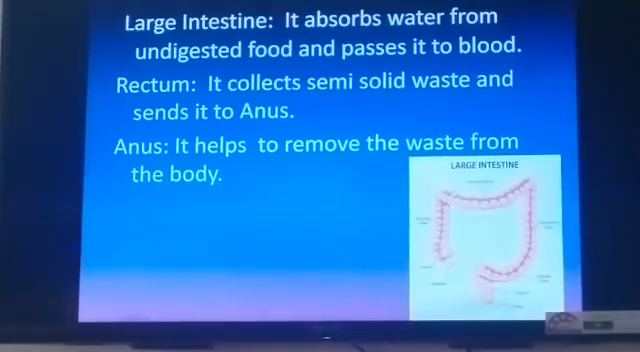 Large Intestine: It absorbs water from
undigested food and passes it to blood.
Rectum: It collects semi solid waste and
sends it to Anus.
Anus: It helps to remove the waste from
the body.
LARGE INTESTINE